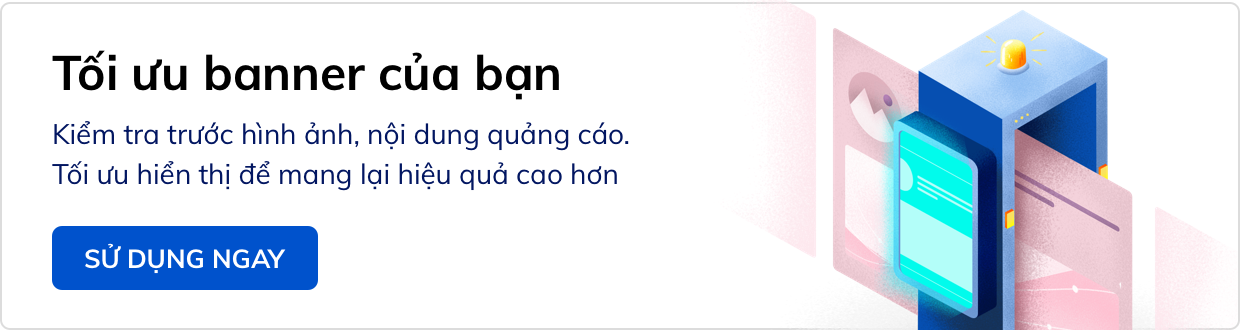 Tối ưu banner của bạn
Kiểm tra trước hình ảnh, nội dung quảng cáo.
Tối ưu hiển thị để mang lại hiệu quả cao hơn
SỬ DỤNG NGAY